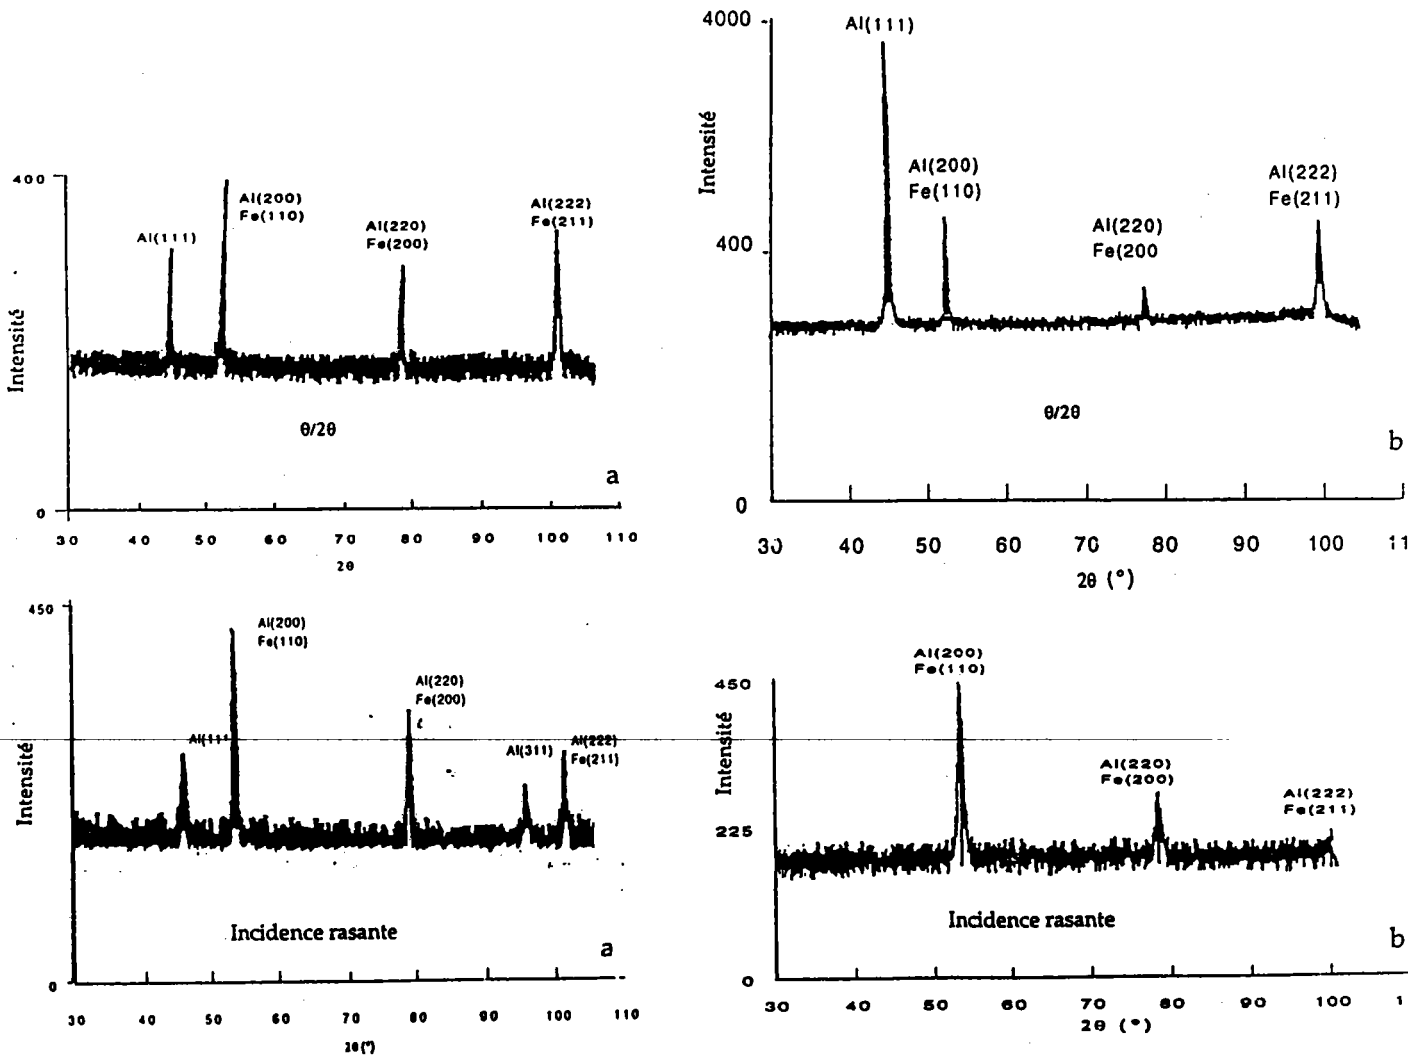 400
Al(200)
Fe(110)
Al(111)
Al(220)
Fe(200)
Al(222)
Fe(211)
Intensité
θ/2θ
a
0
30 40 50 60 70 80 90 100 110
2θ
4000
Al(111)
Intensité
Al(200)
Fe(110)
Al(222)
Fe(211)
Al(220)
Fe(200
400
θ/2θ
b
0
30 40 50 60 70 80 90 100 11
2θ (°)
450
Al(200)
Fe(110)
Al(220)
Fe(200)
Al(111
Al(311)
Al(222)
Fe(211)
Intensité
Incidence rasante
a
0
30 40 50 60 70 80 90 100 110
2θ(°)
Al(200)
Fe(110)
450
Intensité
Al(220)
Fe(200)
Al(222)
Fe(211)
225
Incidence rasante
b
0
30 40 50 60 70 80 90 100 1
2θ (°)